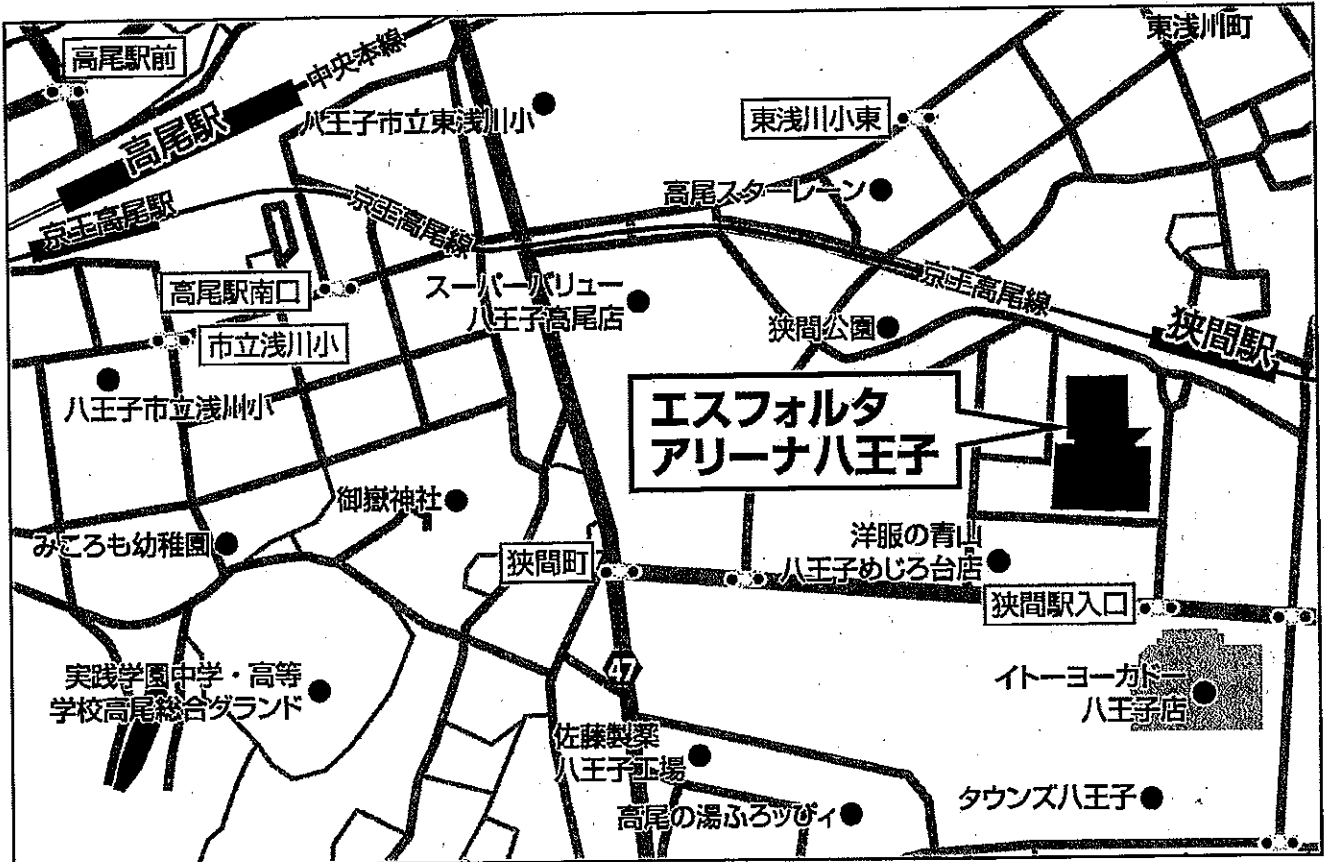 高尾駅前
中央本線
東浅川町
高尾駅
八王子市立東浅川小
東浅川小東
高尾スターレーン
京王高尾駅
京王高尾線
高尾駅南口
スーパーバリュー
八王子高尾店
京王高尾線
狭間公園
狭間駅
市立浅川小
八王子市立浅川小
エスフォルタ
アリーナ八王子
御嶽神社
みころも幼稚園
狭間町
洋服の青山
八王子めじろ台店
狭間駅入口
47
実践学園中学・高等
学校高尾総合グランド
イトーヨーカドー
八王子店
佐藤製薬
八王子工場
高尾の湯ふろッぴィ
タウンズ八王子